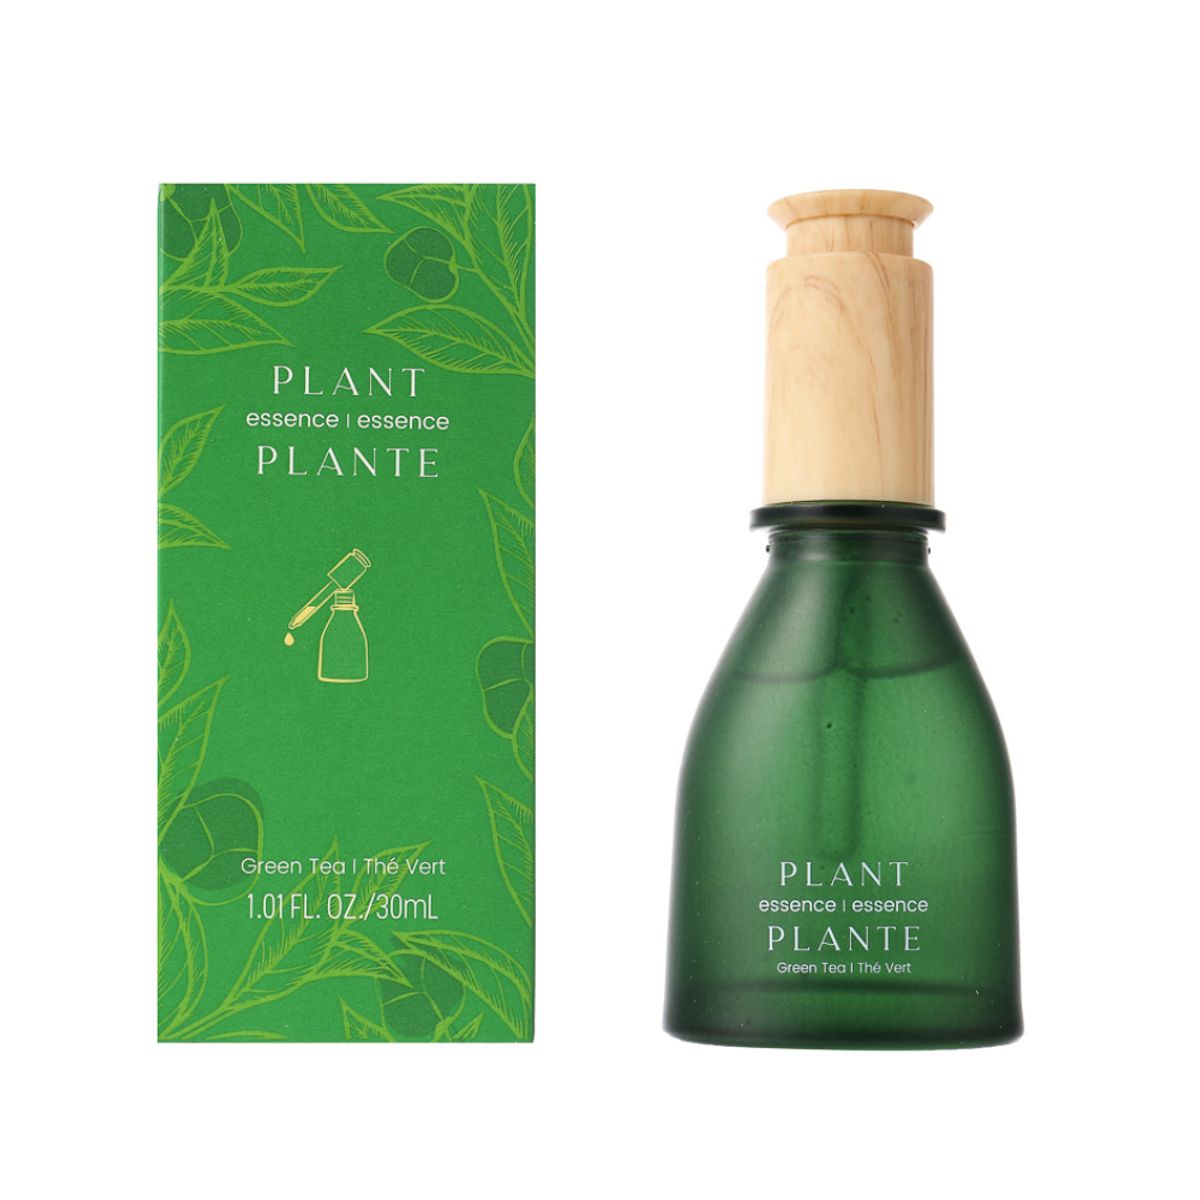 PLANT
essence | essence
PLANTE
Green Tea | Thé Vert
1.01 FL. OZ./30mL
PLANT
essence | essence
PLANTE
Green Tea | Thé Vert